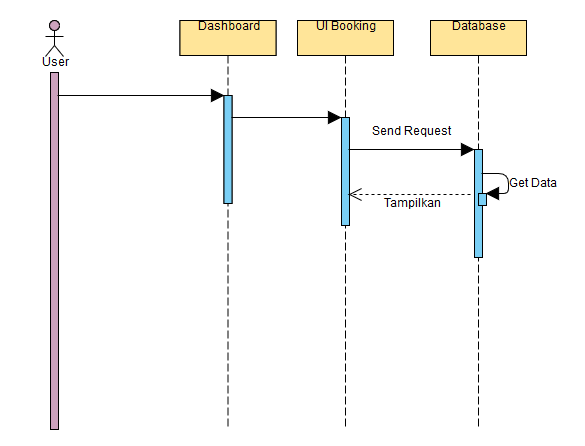 Dashboard
UI Booking
Database
User
Send Request
Get Data
Tampilkan